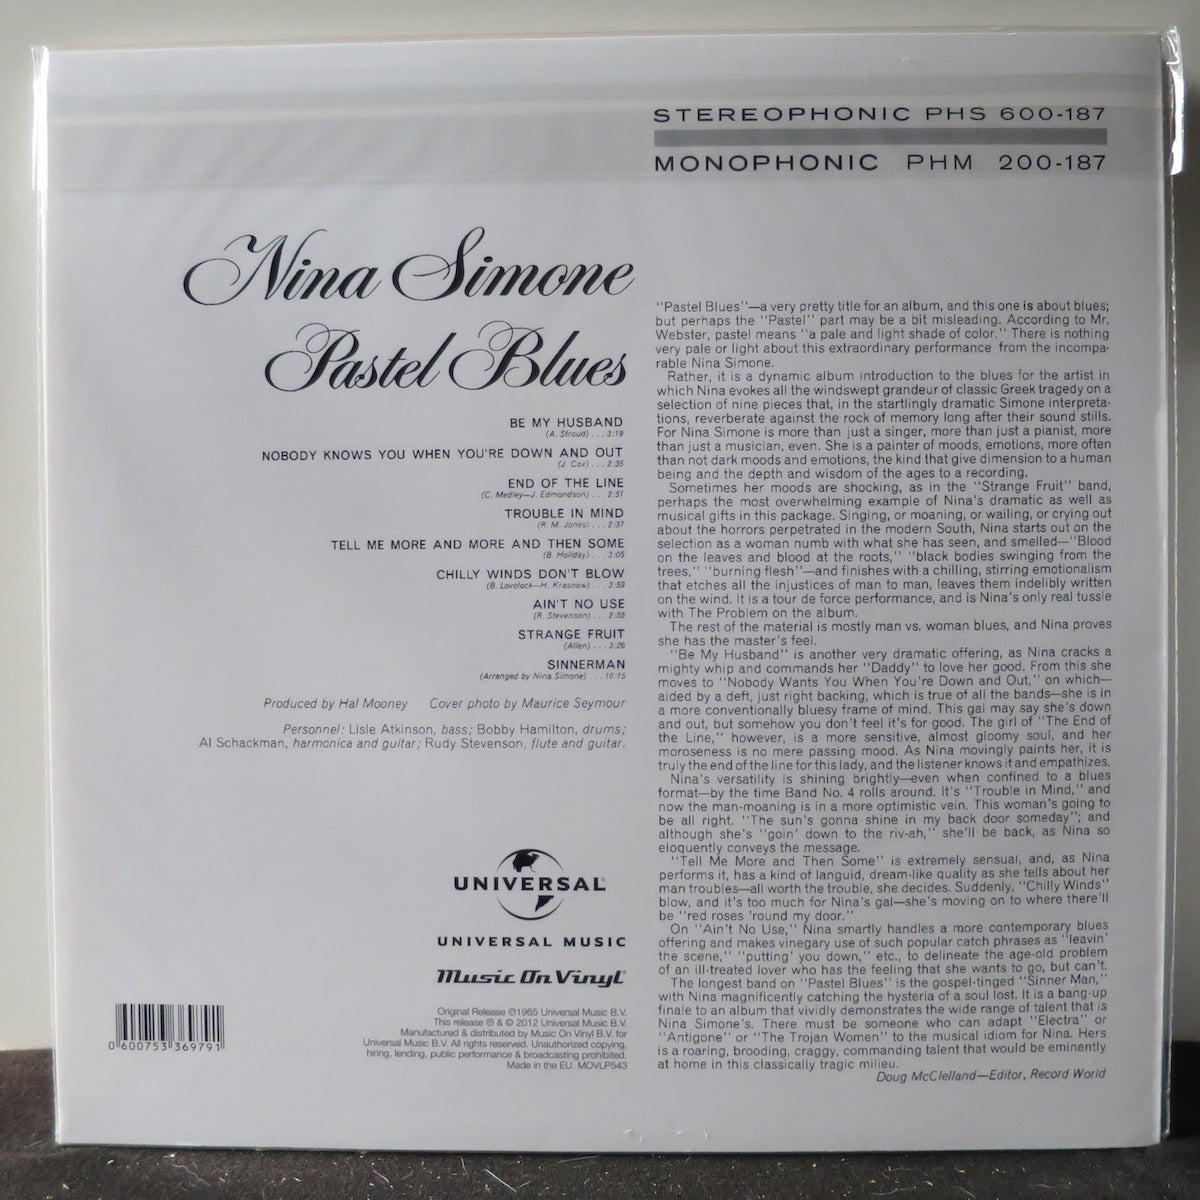 STEREOPHONIC PHS 600-187
MONOPHONIC PHM 200-187
Nina Simone
Pastel Blues
BE MY HUSBAND
(A. Stroud) . . . 3:19
NOBODY KNOWS YOU WHEN YOU'RE DOWN AND OUT
(J. Cox) . . . 2:35
END OF THE LINE
(C. Medley—J. Edmondson) . . . 2:51
TROUBLE IN MIND
(R. M. Jones) . . . 2:37
TELL ME MORE AND MORE AND THEN SOME
(B. Holiday) . . . 3:05
CHILLY WINDS DON'T BLOW
(B. Lovelock—H. Krasnow) . . . 3:59
AIN'T NO USE
(R. Stevenson) . . . 2:55
STRANGE FRUIT
(Allen) . . . 3:26
SINNERMAN
(Arranged by Nina Simone) . . . 10:15
Produced by Hal Mooney Cover photo by Maurice Seymour
Personnel: Lisle Atkinson, bass; Bobby Hamilton, drums;
Al Schackman, harmonica and guitar; Rudy Stevenson, flute and guitar.
UNIVERSAL
UNIVERSAL MUSIC
Music On Vinyl
Original Release ℗1965 Universal Music B.V.
This release ℗ & © 2012 Universal Music B.V.
Manufactured & distributed by Music On Vinyl B.V. for
Universal Music B.V. All rights reserved. Unauthorized copying,
hiring, lending, public performance & broadcasting prohibited.
Made in the EU. MOVLP543
0 600753 369791
"Pastel Blues"—a very pretty title for an album, and this one is about blues;
but perhaps the "Pastel" part may be a bit misleading. According to Mr.
Webster, pastel means "a pale and light shade of color." There is nothing
very pale or light about this extraordinary performance from the incompa-
rable Nina Simone.
Rather, it is a dynamic album introduction to the blues for the artist in
which Nina evokes all the windswept grandeur of classic Greek tragedy on a
selection of nine pieces that, in the startlingly dramatic Simone interpreta-
tions, reverberate against the rock of memory long after their sound stills.
For Nina Simone is more than just a singer, more than just a pianist, more
than just a musician, even. She is a painter of moods, emotions, more often
than not dark moods and emotions, the kind that give dimension to a human
being and the depth and wisdom of the ages to a recording.
Sometimes her moods are shocking, as in the "Strange Fruit" band,
perhaps the most overwhelming example of Nina's dramatic as well as
musical gifts in this package. Singing, or moaning, or wailing, or crying out
about the horrors perpetrated in the modern South, Nina starts out on the
selection as a woman numb with what she has seen, and smelled—"Blood
on the leaves and blood at the roots," "black bodies swinging from the
trees," "burning flesh"—and finishes with a chilling, stirring emotionalism
that etches all the injustices of man to man, leaves them indelibly written
on the wind. It is a tour de force performance, and is Nina's only real tussle
with The Problem on the album.
The rest of the material is mostly man vs. woman blues, and Nina proves
she has the master's feel.
"Be My Husband" is another very dramatic offering, as Nina cracks a
mighty whip and commands her "Daddy" to love her good. From this she
moves to "Nobody Wants You When You're Down and Out," on which—
aided by a deft, just right backing, which is true of all the bands—she is in
a more conventionally bluesy frame of mind. This gal may say she's down
and out, but somehow you don't feel it's for good. The girl of "The End of
the Line," however, is a more sensitive, almost gloomy soul, and her
moroseness is no mere passing mood. As Nina movingly paints her, it is
truly the end of the line for this lady, and the listener knows it and empathizes.
Nina's versatility is shining brightly—even when confined to a blues
format—by the time Band No. 4 rolls around. It's "Trouble in Mind," and
now the man-moaning is in a more optimistic vein. This woman's going to
be all right. "The sun's gonna shine in my back door someday"; and
although she's "goin' down to the riv-ah," she'll be back, as Nina so
eloquently conveys the message.
"Tell Me More and Then Some" is extremely sensual, and, as Nina
performs it, has a kind of languid, dream-like quality as she tells about her
man troubles—all worth the trouble, she decides. Suddenly, "Chilly Winds"
blow, and it's too much for Nina's gal—she's moving on to where there'll
be "red roses 'round my door."
On "Ain't No Use," Nina smartly handles a more contemporary blues
offering and makes vinegary use of such popular catch phrases as "leavin'
the scene," "putting' you down," etc., to delineate the age-old problem
of an ill-treated lover who has the feeling that she wants to go, but can't.
The longest band on "Pastel Blues" is the gospel-tinged "Sinner Man,"
with Nina magnificently catching the hysteria of a soul lost. It is a bang-up
finale to an album that vividly demonstrates the wide range of talent that is
Nina Simone's. There must be someone who can adapt "Electra" or
"Antigone" or "The Trojan Women" to the musical idiom for Nina. Hers
is a roaring, brooding, craggy, commanding talent that would be eminently
at home in this classically tragic milieu.
Doug McClelland—Editor, Record World